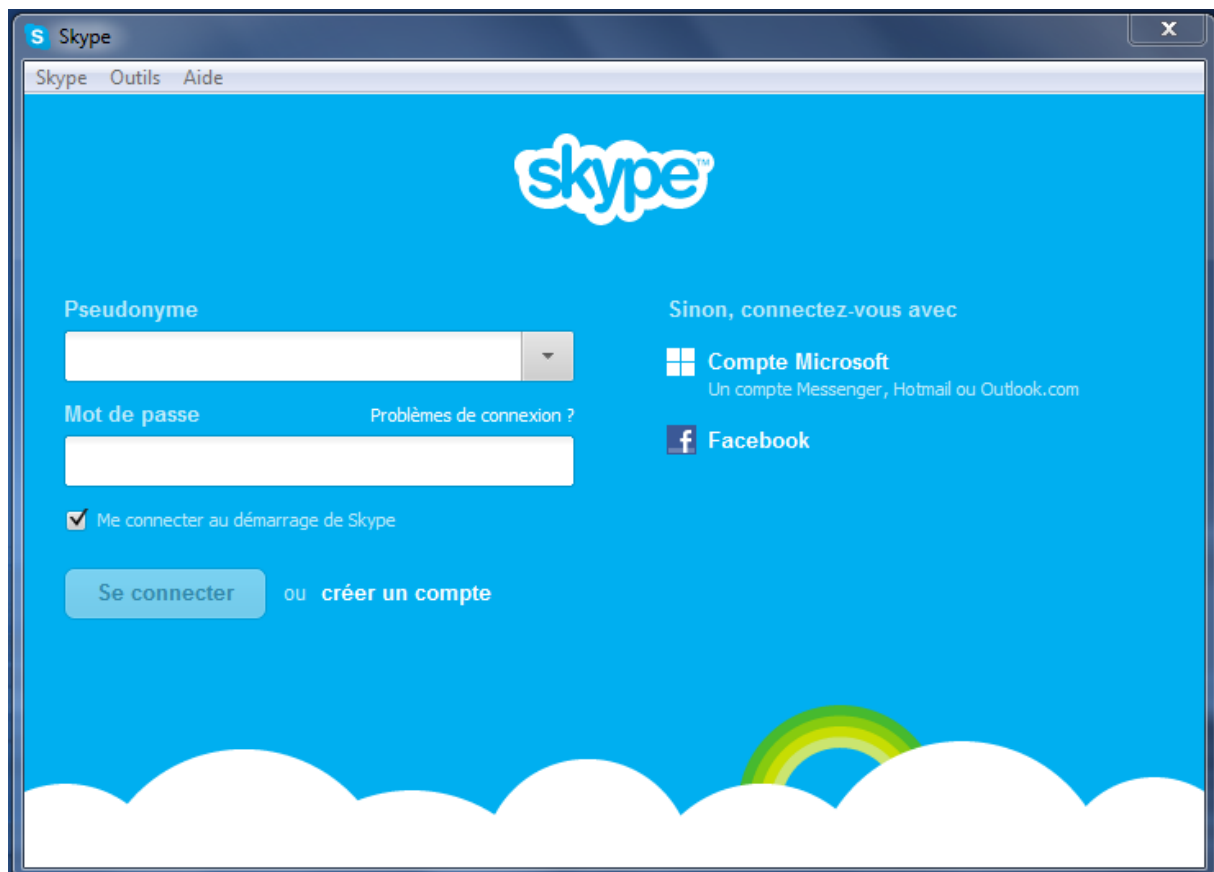 Skype
Skype Outils Aide
skype™
Pseudonyme
Mot de passe Problèmes de connexion ?
Me connecter au démarrage de Skype
Se connecter ou créer un compte
Sinon, connectez-vous avec
Compte Microsoft
Un compte Messenger, Hotmail ou Outlook.com
Facebook